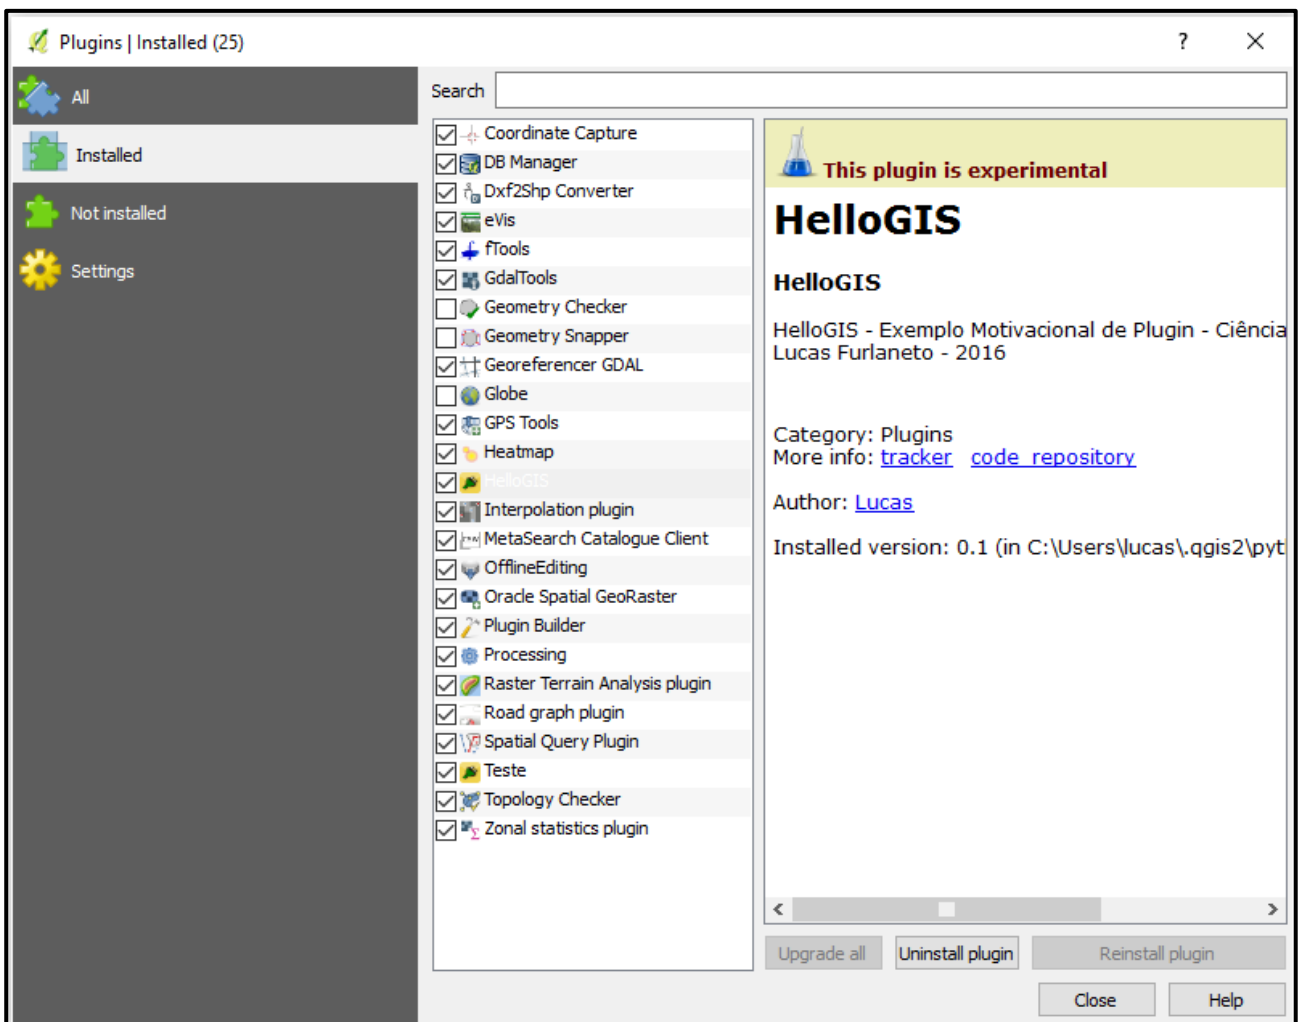 Plugins | Installed (25)
?
All
Installed
Not installed
Settings
Search
Coordinate Capture
DB Manager
Dxf2Shp Converter
eVis
fTools
GdalTools
Geometry Checker
Geometry Snapper
Georeferencer GDAL
Globe
GPS Tools
Heatmap
HelloGIS
Interpolation plugin
MetaSearch Catalogue Client
OfflineEditing
Oracle Spatial GeoRaster
Plugin Builder
Processing
Raster Terrain Analysis plugin
Road graph plugin
Spatial Query Plugin
Teste
Topology Checker
Zonal statistics plugin
This plugin is experimental
HelloGIS
HelloGIS
HelloGIS - Exemplo Motivacional de Plugin - Ciência
Lucas Furlaneto - 2016
Category: Plugins
More info: tracker code repository
Author: Lucas
Installed version: 0.1 (in C:\Users\lucas\.qgis2\pyt
Upgrade all Uninstall plugin Reinstall plugin
Close Help